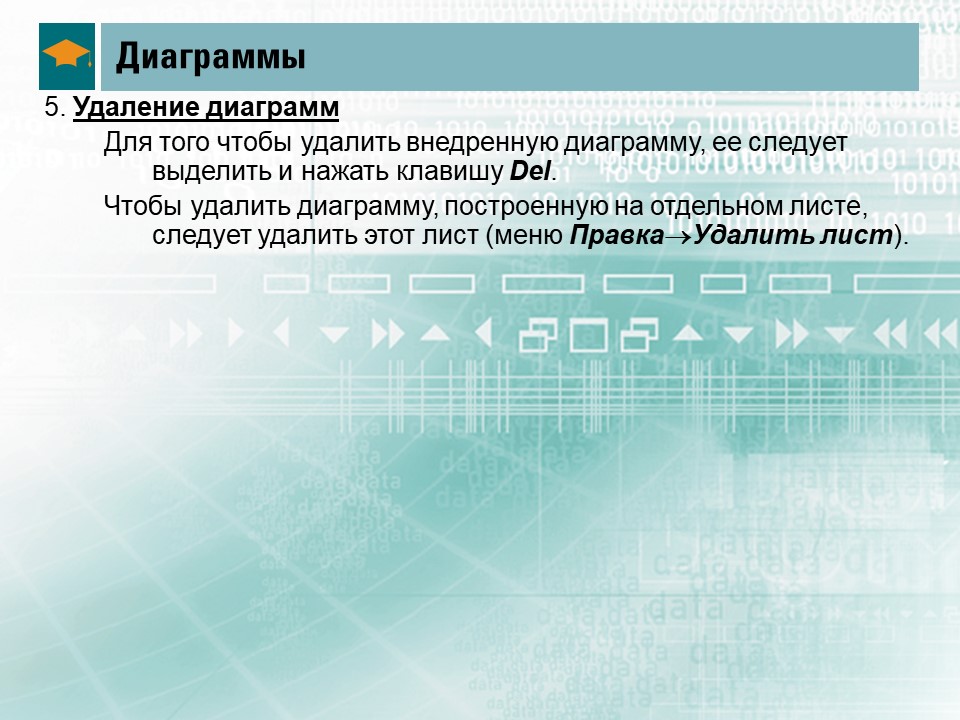 Диаграммы
5. Удаление диаграмм
Для того чтобы удалить внедренную диаграмму, ее следует
выделить и нажать клавишу Del.
Чтобы удалить диаграмму, построенную на отдельном листе,
следует удалить этот лист (меню Правка→Удалить лист).